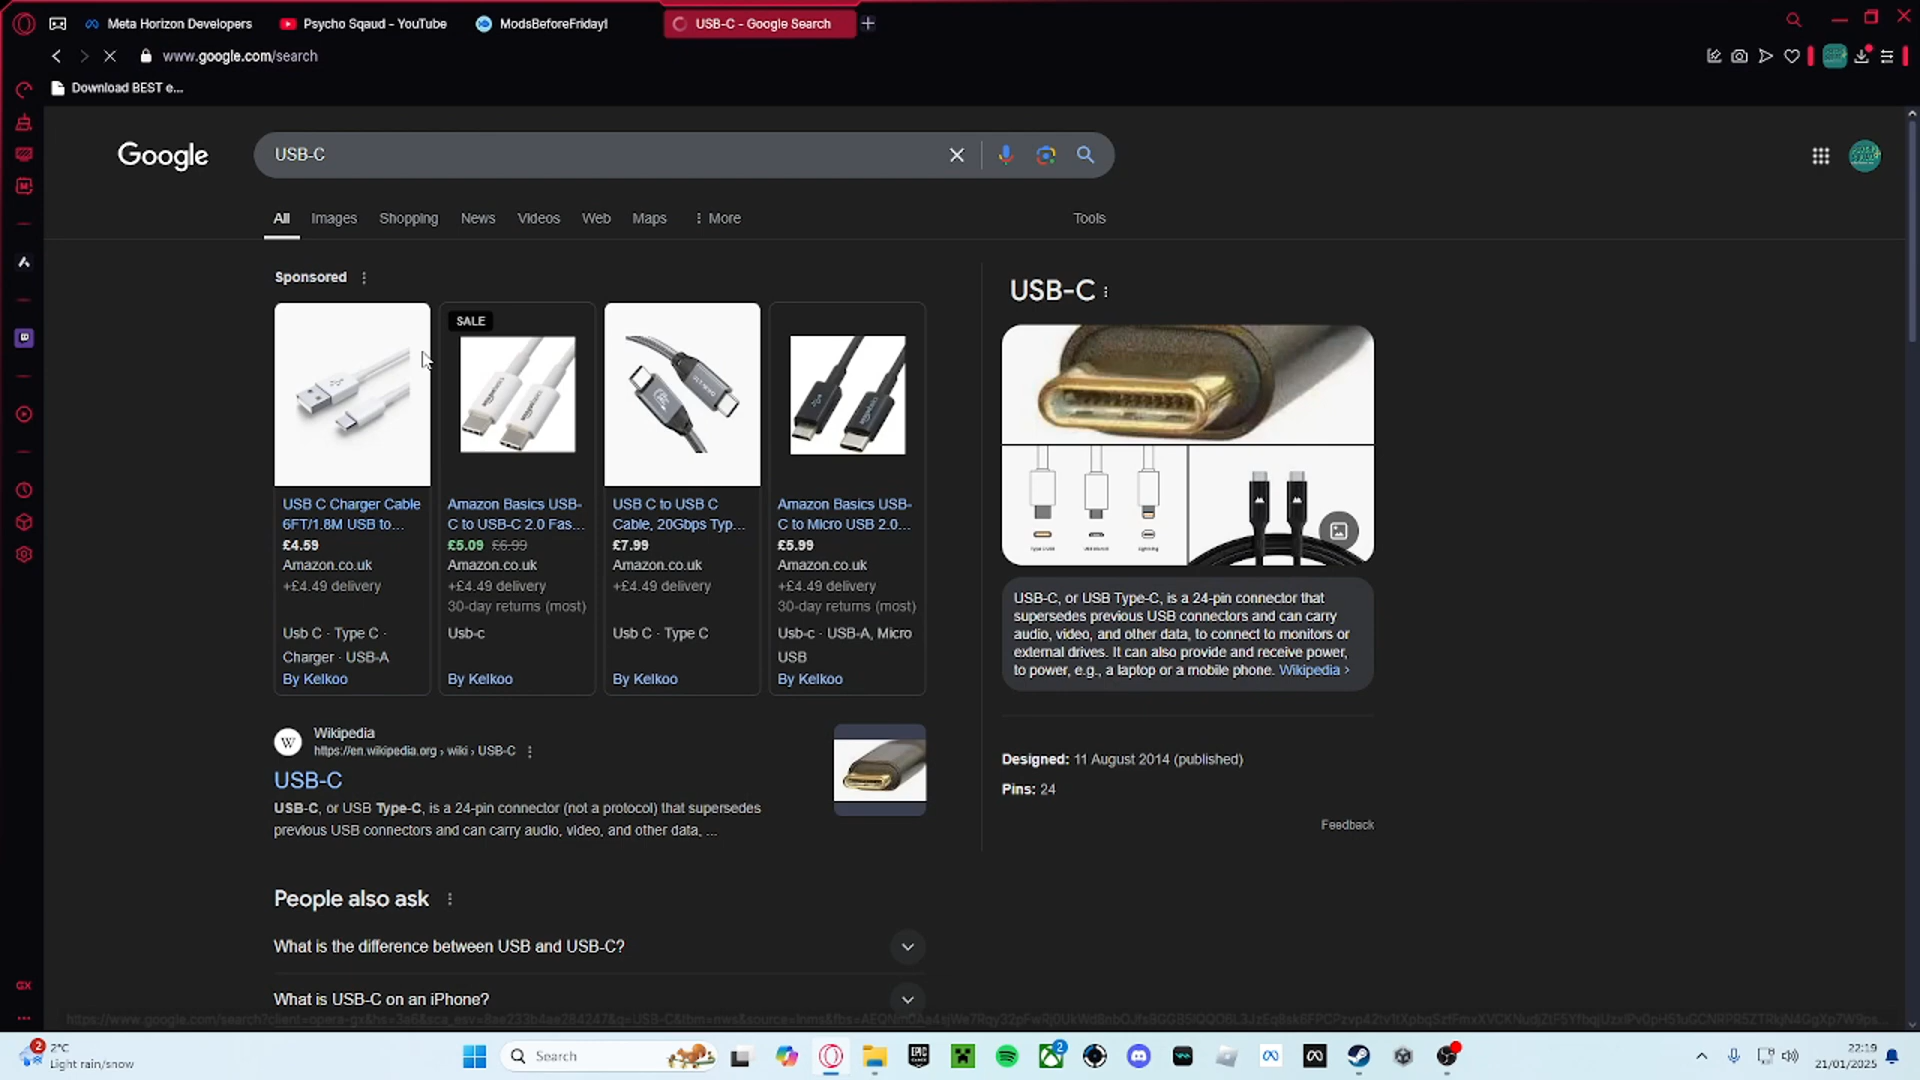 Meta Horizon Developers
Psycho Sqaud - YouTube
ModsBeforeFriday!
USB-C - Google Search
www.google.com/search
Download BEST e...
Google
USB-C
All
Images
Shopping
News
Videos
Web
Maps
More
Tools
Sponsored
SALE
USB C Charger Cable
6FT/1.8M USB to...
£4.59
Amazon.co.uk
+£4.49 delivery
Usb C · Type C ·
Charger · USB-A
By Kelkoo
Amazon Basics USB-
C to USB-C 2.0 Fas...
£5.09 £6.99
Amazon.co.uk
+£4.49 delivery
30-day returns (most)
Usb-c
By Kelkoo
USB C to USB C
Cable, 20Gbps Typ...
£7.99
Amazon.co.uk
+£4.49 delivery
Usb C · Type C
By Kelkoo
Amazon Basics USB-
C to Micro USB 2.0...
£5.99
Amazon.co.uk
+£4.49 delivery
30-day returns (most)
Usb-c · USB-A, Micro
USB
By Kelkoo
W
Wikipedia
https://en.wikipedia.org › wiki › USB-C
USB-C
USB-C, or USB Type-C, is a 24-pin connector (not a protocol) that supersedes
previous USB connectors and can carry audio, video, and other data, ...
People also ask
What is the difference between USB and USB-C?
What is USB-C on an iPhone?
USB-C
USB-C, or USB Type-C, is a 24-pin connector that
supersedes previous USB connectors and can carry
audio, video, and other data, to connect to monitors or
external drives. It can also provide and receive power,
to power, e.g., a laptop or a mobile phone. Wikipedia ›
Designed: 11 August 2014 (published)
Pins: 24
Feedback
GX
2
2°C
Light rain/snow
Search
EPIC
GAMES
2
22:19
21/01/2025